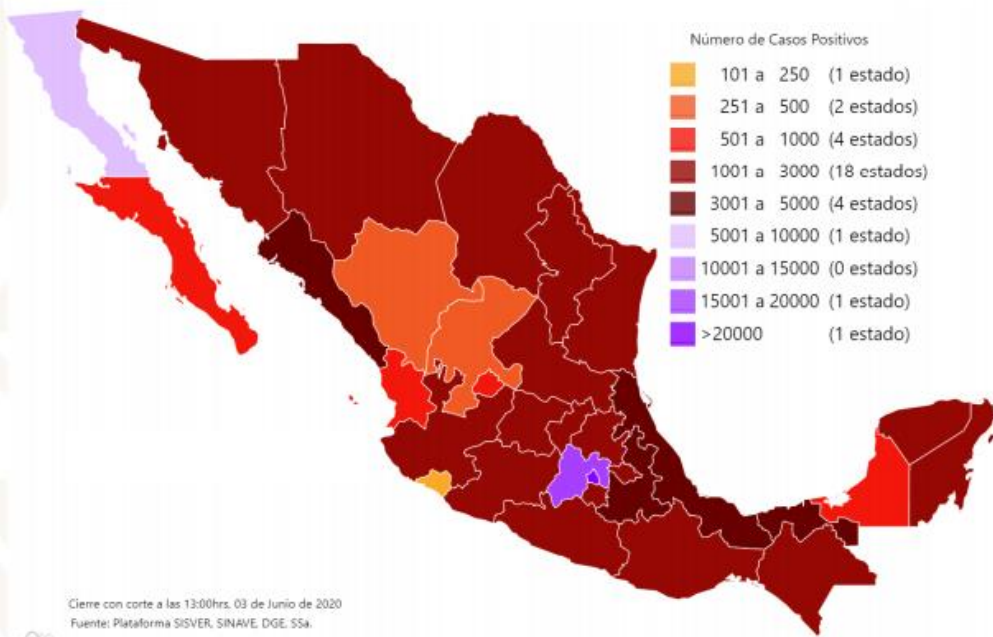 Número de Casos Positivos
101 a 250 (1 estado)
251 a 500 (2 estados)
501 a 1000 (4 estados)
1001 a 3000 (18 estados)
3001 a 5000 (4 estados)
5001 a 10000 (1 estado)
10001 a 15000 (0 estados)
15001 a 20000 (1 estado)
>20000 (1 estado)
Cierre con corte a las 13:00hrs, 03 de Junio de 2020
Fuente: Plataforma SISVER, SINAVE, DGE, SSa.